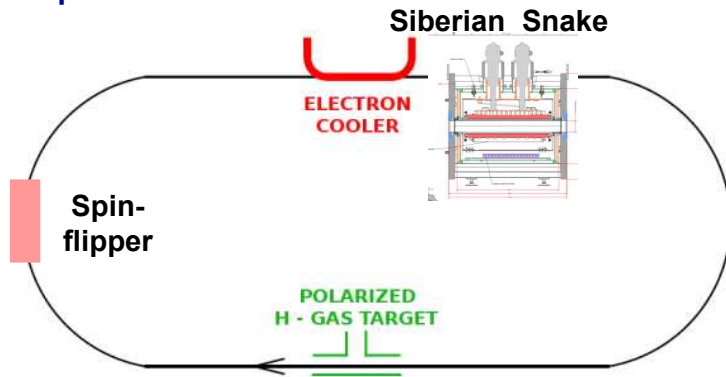 Siberian Snake
ELECTRON
COOLER
Spin-
flipper
POLARIZED
H - GAS TARGET